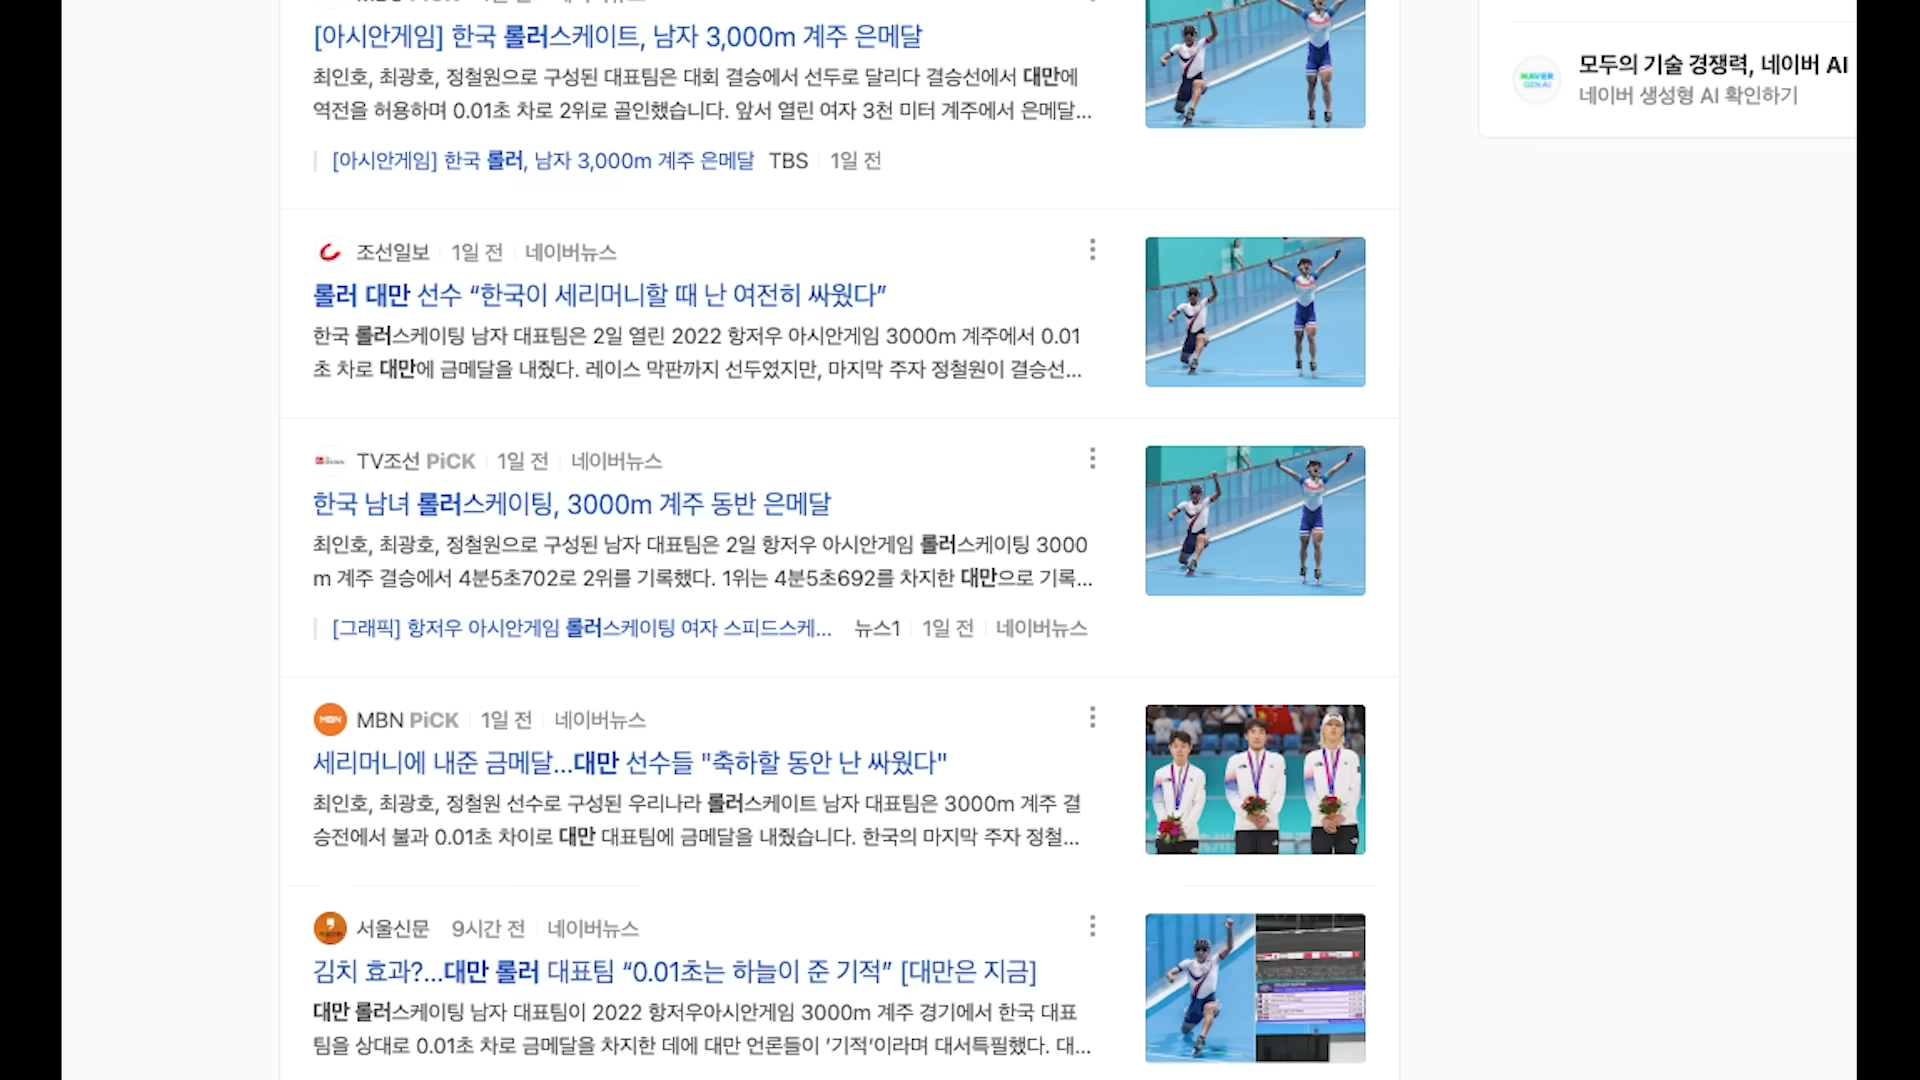 [아시안게임] 한국 롤러스케이트, 남자 3,000m 계주 은메달
최인호, 최광호, 정철원으로 구성된 대표팀은 대회 결승에서 선두로 달리다 결승선에서 대만에
역전을 허용하며 0.01초 차로 2위로 골인했습니다. 앞서 열린 여자 3천 미터 계주에서 은메달...
[아시안게임] 한국 롤러, 남자 3,000m 계주 은메달 TBS 1일 전
조선일보 1일 전 네이버뉴스
롤러 대만 선수 “한국이 세리머니할 때 난 여전히 싸웠다”
한국 롤러스케이팅 남자 대표팀은 2일 열린 2022 항저우 아시안게임 3000m 계주에서 0.01
초 차로 대만에 금메달을 내줬다. 레이스 막판까지 선두였지만, 마지막 주자 정철원이 결승선...
TV조선 PiCK 1일 전 네이버뉴스
한국 남녀 롤러스케이팅, 3000m 계주 동반 은메달
최인호, 최광호, 정철원으로 구성된 남자 대표팀은 2일 항저우 아시안게임 롤러스케이팅 3000
m 계주 결승에서 4분5초702로 2위를 기록했다. 1위는 4분5초692를 차지한 대만으로 기록...
[그래픽] 항저우 아시안게임 롤러스케이팅 여자 스피드스케... 뉴스1 1일 전 네이버뉴스
MBN MBN PiCK 1일 전 네이버뉴스
세리머니에 내준 금메달...대만 선수들 "축하할 동안 난 싸웠다"
최인호, 최광호, 정철원 선수로 구성된 우리나라 롤러스케이트 남자 대표팀은 3000m 계주 결
승전에서 불과 0.01초 차이로 대만 대표팀에 금메달을 내줬습니다. 한국의 마지막 주자 정철...
서울신문 9시간 전 네이버뉴스
김치 효과?...대만 롤러 대표팀 “0.01초는 하늘이 준 기적” [대만은 지금]
대만 롤러스케이팅 남자 대표팀이 2022 항저우아시안게임 3000m 계주 경기에서 한국 대표
팀을 상대로 0.01초 차로 금메달을 차지한 데에 대만 언론들이 ‘기적’이라며 대서특필했다. 대...
NAVER
GEN AI
모두의 기술 경쟁력, 네이버 AI
네이버 생성형 AI 확인하기